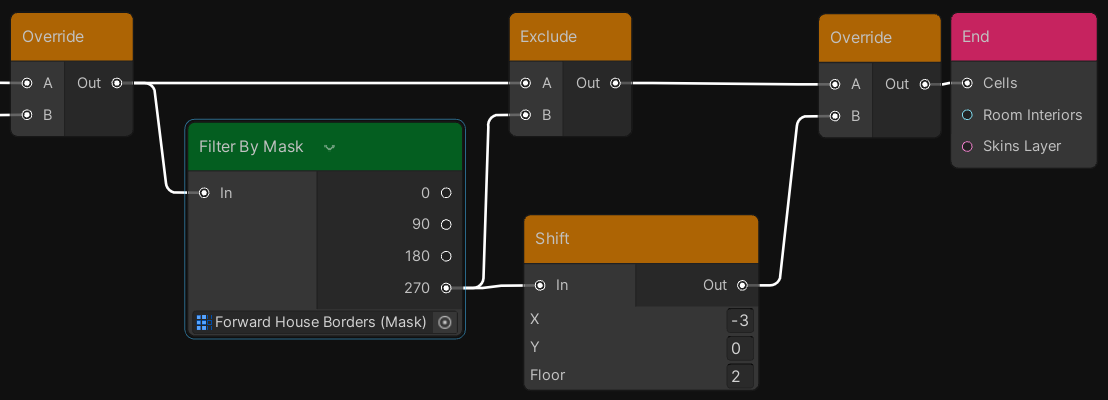 Override
A Out
B
Filter By Mask
In
0
90
180
270
Forward House Borders (Mask)
Exclude
A Out
B
Shift
In Out
X -3
Y 0
Floor 2
Override
A Out
B
End
Cells
Room Interiors
Skins Layer